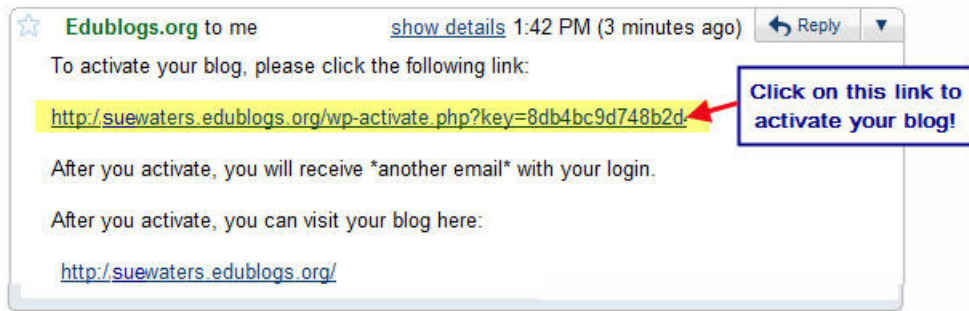 Edublogs.org to me show details 1:42 PM (3 minutes ago) Reply
To activate your blog, please click the following link:
http:/.suewaters.edublogs.org/wp-activate.php?key=8db4bc9d748b2d
Click on this link to
activate your blog!
After you activate, you will receive *another email* with your login.
After you activate, you can visit your blog here:
http:/.suewaters.edublogs.org/